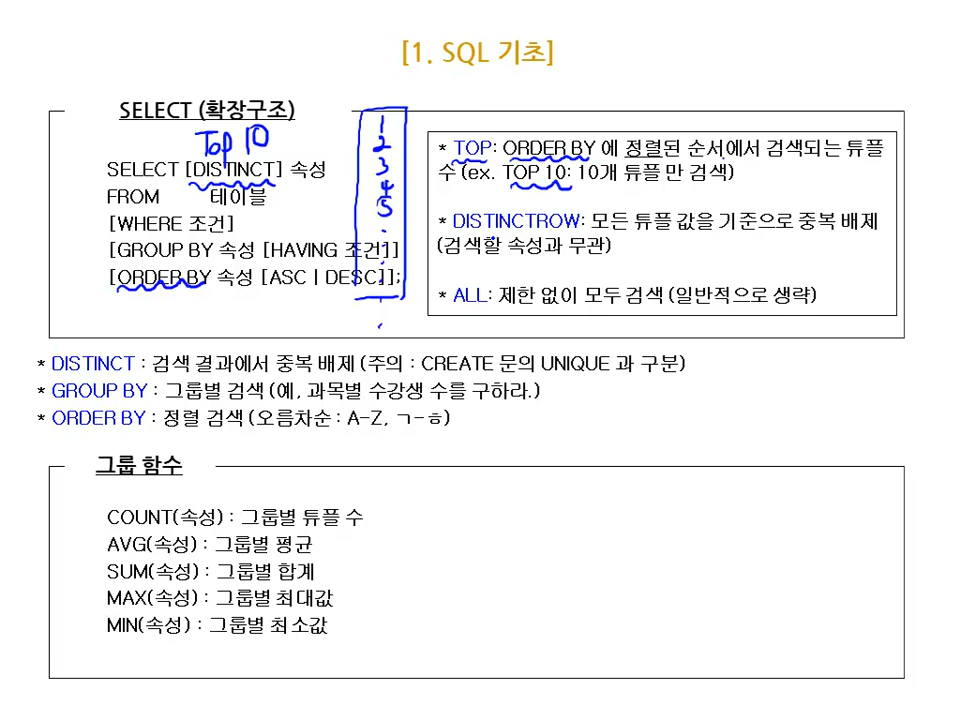 [1. SQL 기초]
SELECT (확장구조)
Top 10
SELECT [DISTINCT] 속성
FROM 테이블
[WHERE 조건]
[GROUP BY 속성 [HAVING 조건]]
[ORDER BY 속성 [ASC | DESC]];
1
2
3
4
5
* TOP: ORDER BY 에 정렬된 순서에서 검색되는 튜플
수 (ex. TOP 10: 10개 튜플 만 검색)
* DISTINCTROW: 모든 튜플 값을 기준으로 중복 배제
(검색할 속성과 무관)
* ALL: 제한 없이 모두 검색 (일반적으로 생략)
* DISTINCT : 검색 결과에서 중복 배제 (주의 : CREATE 문의 UNIQUE 과 구분)
* GROUP BY : 그룹별 검색 (예, 과목별 수강생 수를 구하라.)
* ORDER BY : 정렬 검색 (오름차순 : A-Z, ㄱ-ㅎ)
그룹 함수
COUNT(속성) : 그룹별 튜플 수
AVG(속성) : 그룹별 평균
SUM(속성) : 그룹별 합계
MAX(속성) : 그룹별 최대값
MIN(속성) : 그룹별 최소값